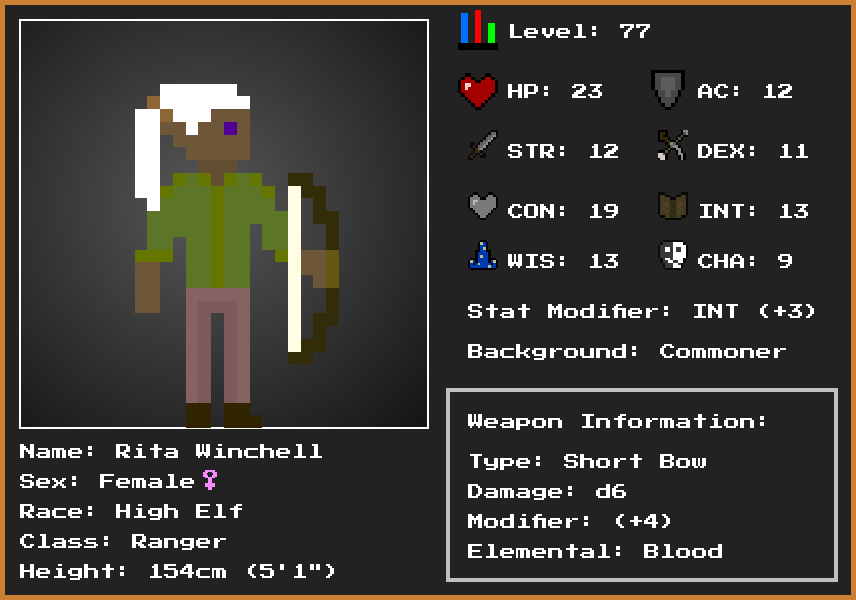 Level: 77
HP: 23
AC: 12
STR: 12
DEX: 11
CON: 19
INT: 13
WIS: 13
CHA: 9
Stat Modifier: INT (+3)
Background: Commoner
Weapon Information:
Type: Short Bow
Damage: d6
Modifier: (+4)
Elemental: Blood
Name: Rita Winchell
Sex: Female♀
Race: High Elf
Class: Ranger
Height: 154cm (5'1")